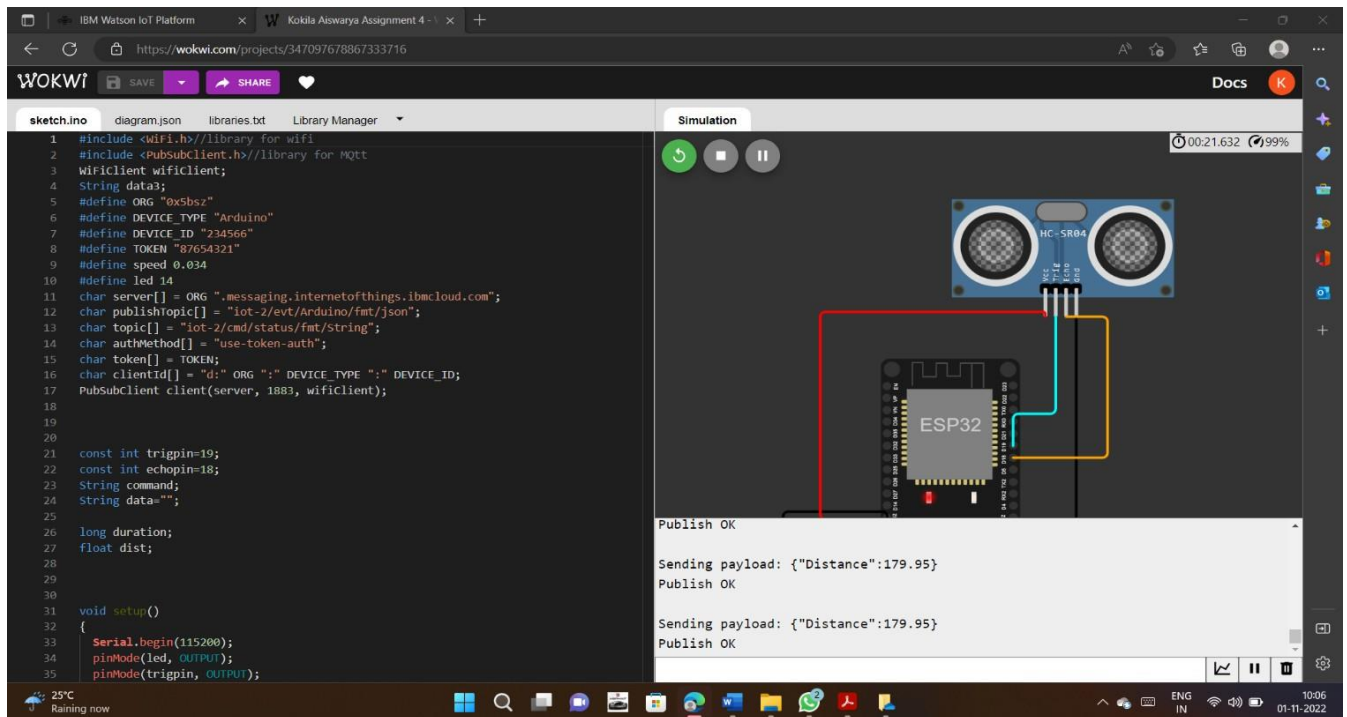 IBM Watson IoT Platform
Kokila Aiswarya Assignment 4 -
https://wokwi.com/projects/347097678867333716
WOKWi
SAVE
SHARE
Docs
K
sketch.ino diagram.json libraries.txt Library Manager
1 #include <WiFi.h>//library for wifi
2 #include <PubSubClient.h>//library for MQtt
3 WiFiClient wifiClient;
4 String data3;
5 #define ORG "0x5bsz"
6 #define DEVICE_TYPE "Arduino"
7 #define DEVICE_ID "234566"
8 #define TOKEN "87654321"
9 #define speed 0.034
10 #define led 14
11 char server[] = ORG ".messaging.internetofthings.ibmcloud.com";
12 char publishTopic[] = "iot-2/evt/Arduino/fmt/json";
13 char topic[] = "iot-2/cmd/status/fmt/String";
14 char authMethod[] = "use-token-auth";
15 char token[] = TOKEN;
16 char clientId[] = "d:" ORG ":" DEVICE_TYPE ":" DEVICE_ID;
17 PubSubClient client(server, 1883, wifiClient);
18
19
20
21 const int trigpin=19;
22 const int echopin=18;
23 String command;
24 String data="";
25
26 long duration;
27 float dist;
28
29
30
31 void setup()
32 {
33 Serial.begin(115200);
34 pinMode(led, OUTPUT);
35 pinMode(trigpin, OUTPUT);
Simulation
00:21.632 99%
HC-SR04
Vcc
Trig
Echo
Gnd
ESP32
Publish OK
Sending payload: {"Distance":179.95}
Publish OK
Sending payload: {"Distance":179.95}
Publish OK
25°C
Raining now
2
ENG
IN
10:06
01-11-2022